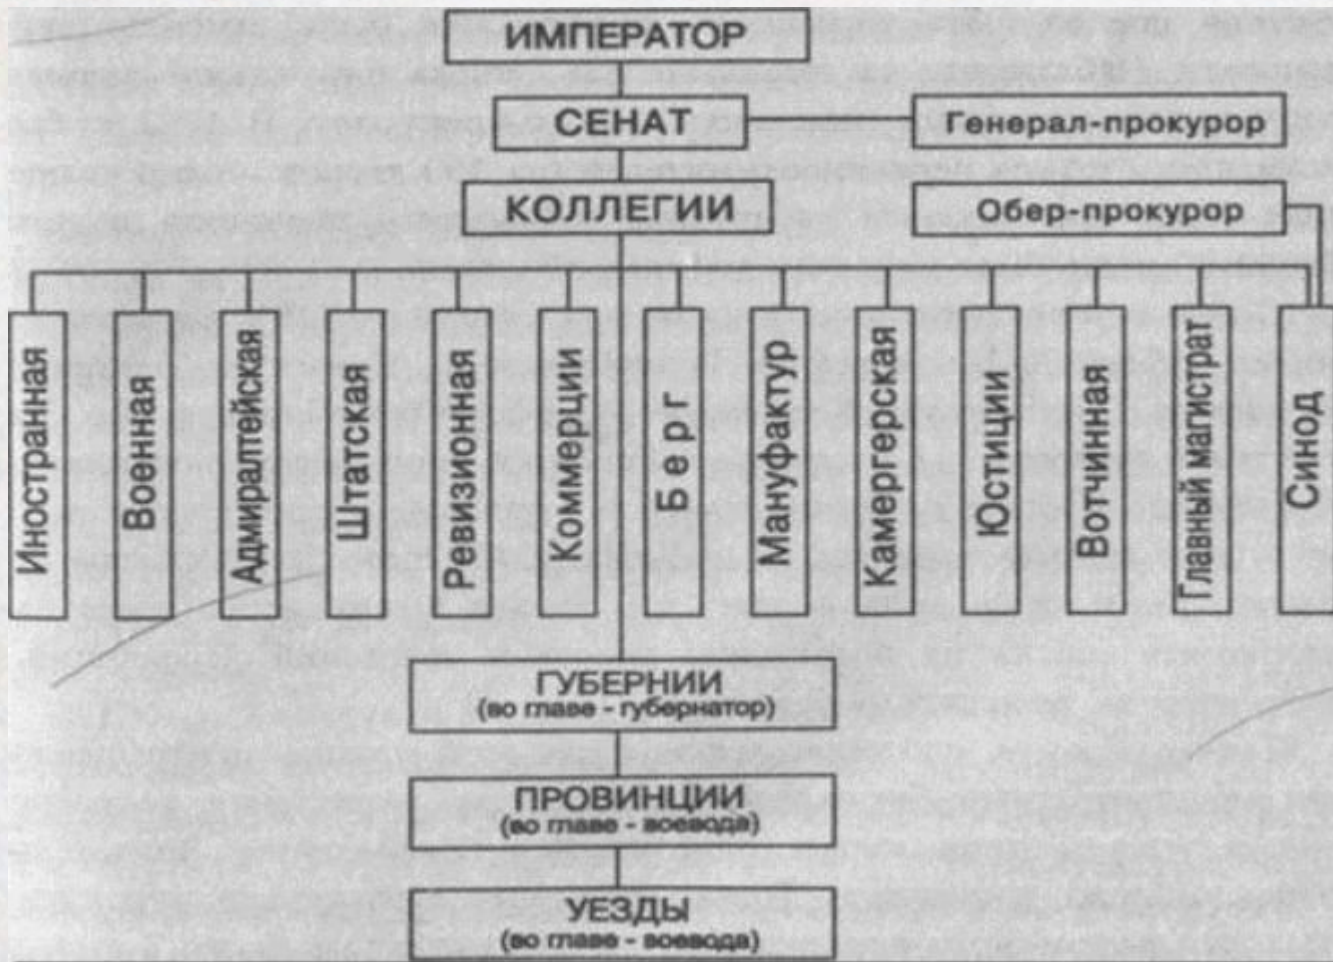 ИМПЕРАТОР
СЕНАТ
Генерал-прокурор
КОЛЛЕГИИ
Обер-прокурор
Иностранная
Военная
Адмиралтейская
Штатская
Ревизионная
Коммерции
Берг
Мануфактур
Камергерская
Юстиции
Вотчинная
Главный магистрат
Синод
ГУБЕРНИИ
(во главе - губернатор)
ПРОВИНЦИИ
(во главе - воевода)
УЕЗДЫ
(во главе - воевода)